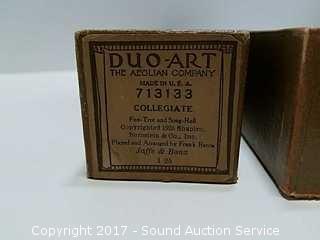 DUO-ART
THE AEOLIAN COMPANY
MADE IN U. S. A.
713133
COLLEGIATE
Fox-Trot and Song-Roll
Copyrighted 1925 Shapiro,
Bernstein & Co., Inc.
Played and Arranged by Frank
Jaffe & Bonx
1.25
Copyright 2017 - Sound Auction Service